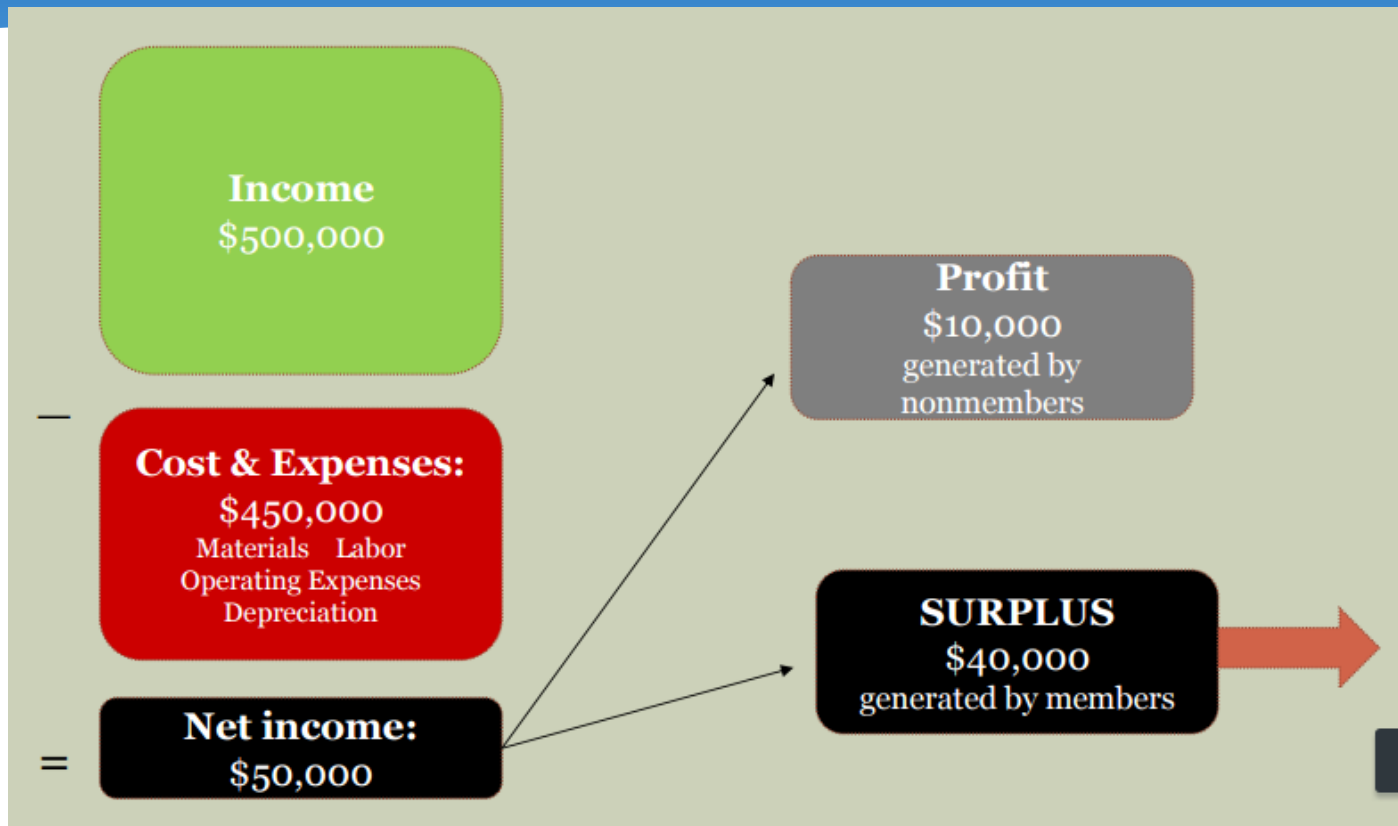 Income
$500,000
—
Cost & Expenses:
$450,000
Materials Labor
Operating Expenses
Depreciation
=
Net income:
$50,000
Profit
$10,000
generated by
nonmembers
SURPLUS
$40,000
generated by members